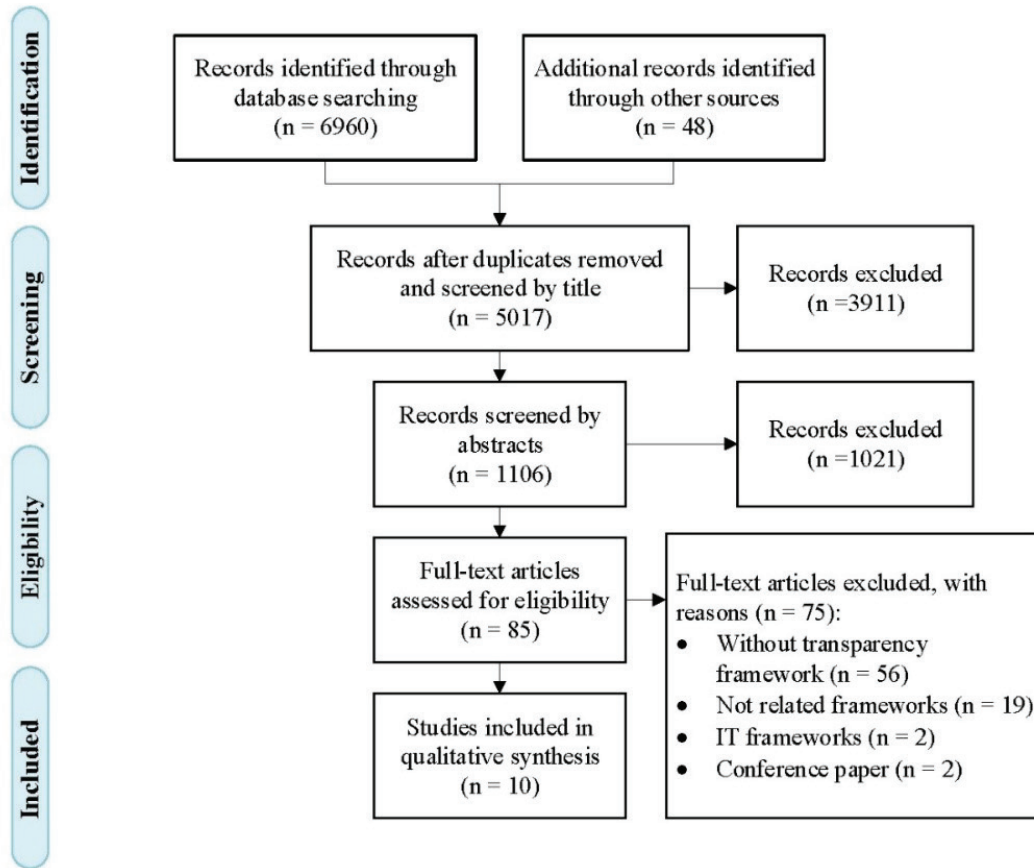 Identification
Records identified through
database searching
(n = 6960)
Additional records identified
through other sources
(n = 48)
Screening
Records after duplicates removed
and screened by title
(n = 5017)
Records excluded
(n =3911)
Records screened by
abstracts
(n = 1106)
Records excluded
(n =1021)
Eligibility
Full-text articles
assessed for eligibility
(n = 85)
Full-text articles excluded, with
reasons (n = 75):
• Without transparency
framework (n = 56)
• Not related frameworks (n = 19)
• IT frameworks (n = 2)
• Conference paper (n = 2)
Included
Studies included in
qualitative synthesis
(n = 10)